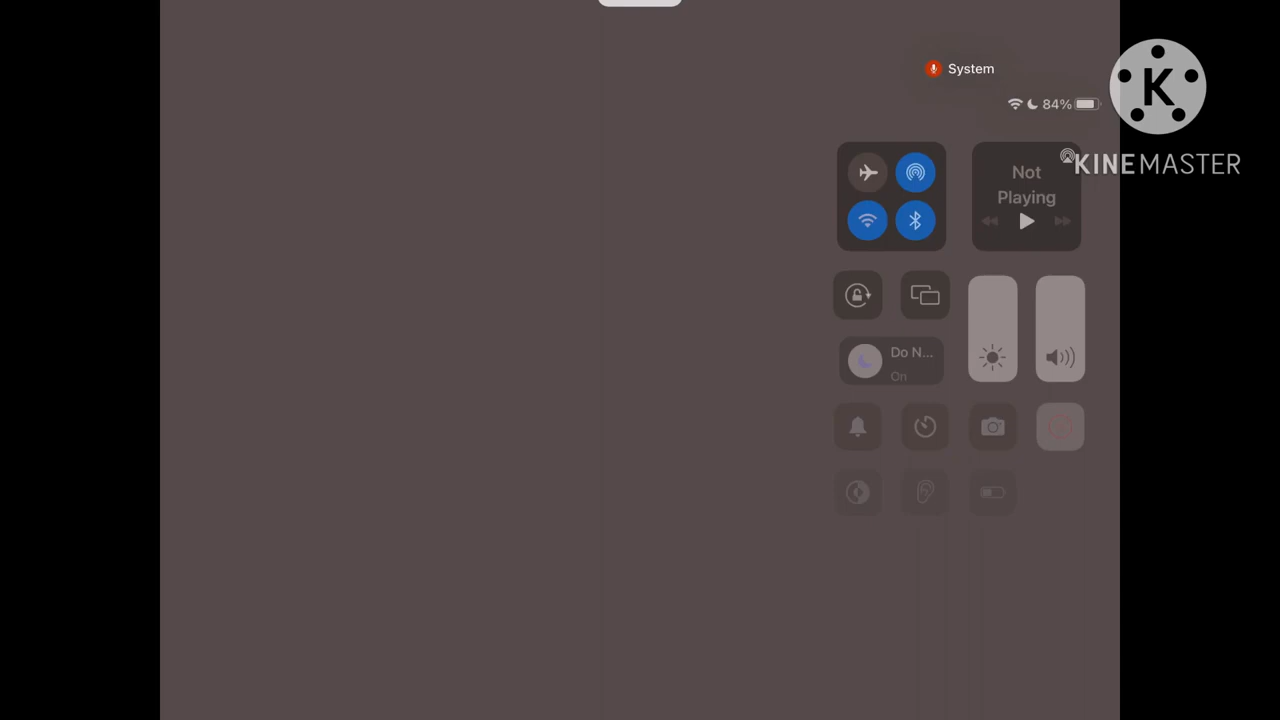 System
84%
K
KINEMASTER
Not
Playing
Do N...
On